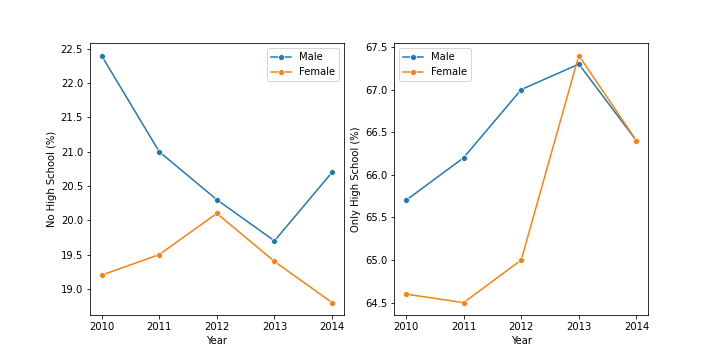 No High School (%)
22.5
22.0
21.5
21.0
20.5
20.0
19.5
19.0
Male
Female
2010 2011 2012 2013 2014
Year
Only High School (%)
67.5
67.0
66.5
66.0
65.5
65.0
64.5
Male
Female
2010 2011 2012 2013 2014
Year